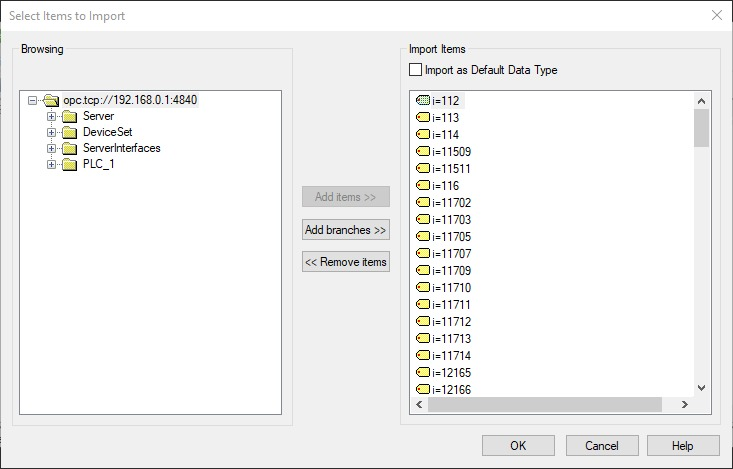 Select Items to Import
Browsing
opc.tcp://192.168.0.1:4840
Server
DeviceSet
ServerInterfaces
PLC_1
Add items >>
Add branches >>
<< Remove items
Import Items
Import as Default Data Type
i=112
i=113
i=114
i=11509
i=11511
i=116
i=11702
i=11703
i=11705
i=11707
i=11709
i=11710
i=11711
i=11712
i=11713
i=11714
i=12165
i=12166
OK
Cancel
Help